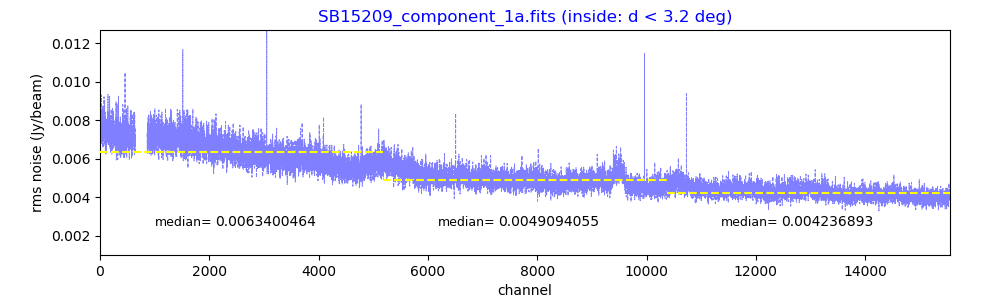 SB15209_component_1a.fits (inside: d < 3.2 deg)
rms noise (Jy/beam)
0.012
0.010
0.008
0.006
0.004
0.002
median= 0.0063400464 median= 0.0049094055 median= 0.004236893
0 2000 4000 6000 8000 10000 12000 14000
channel